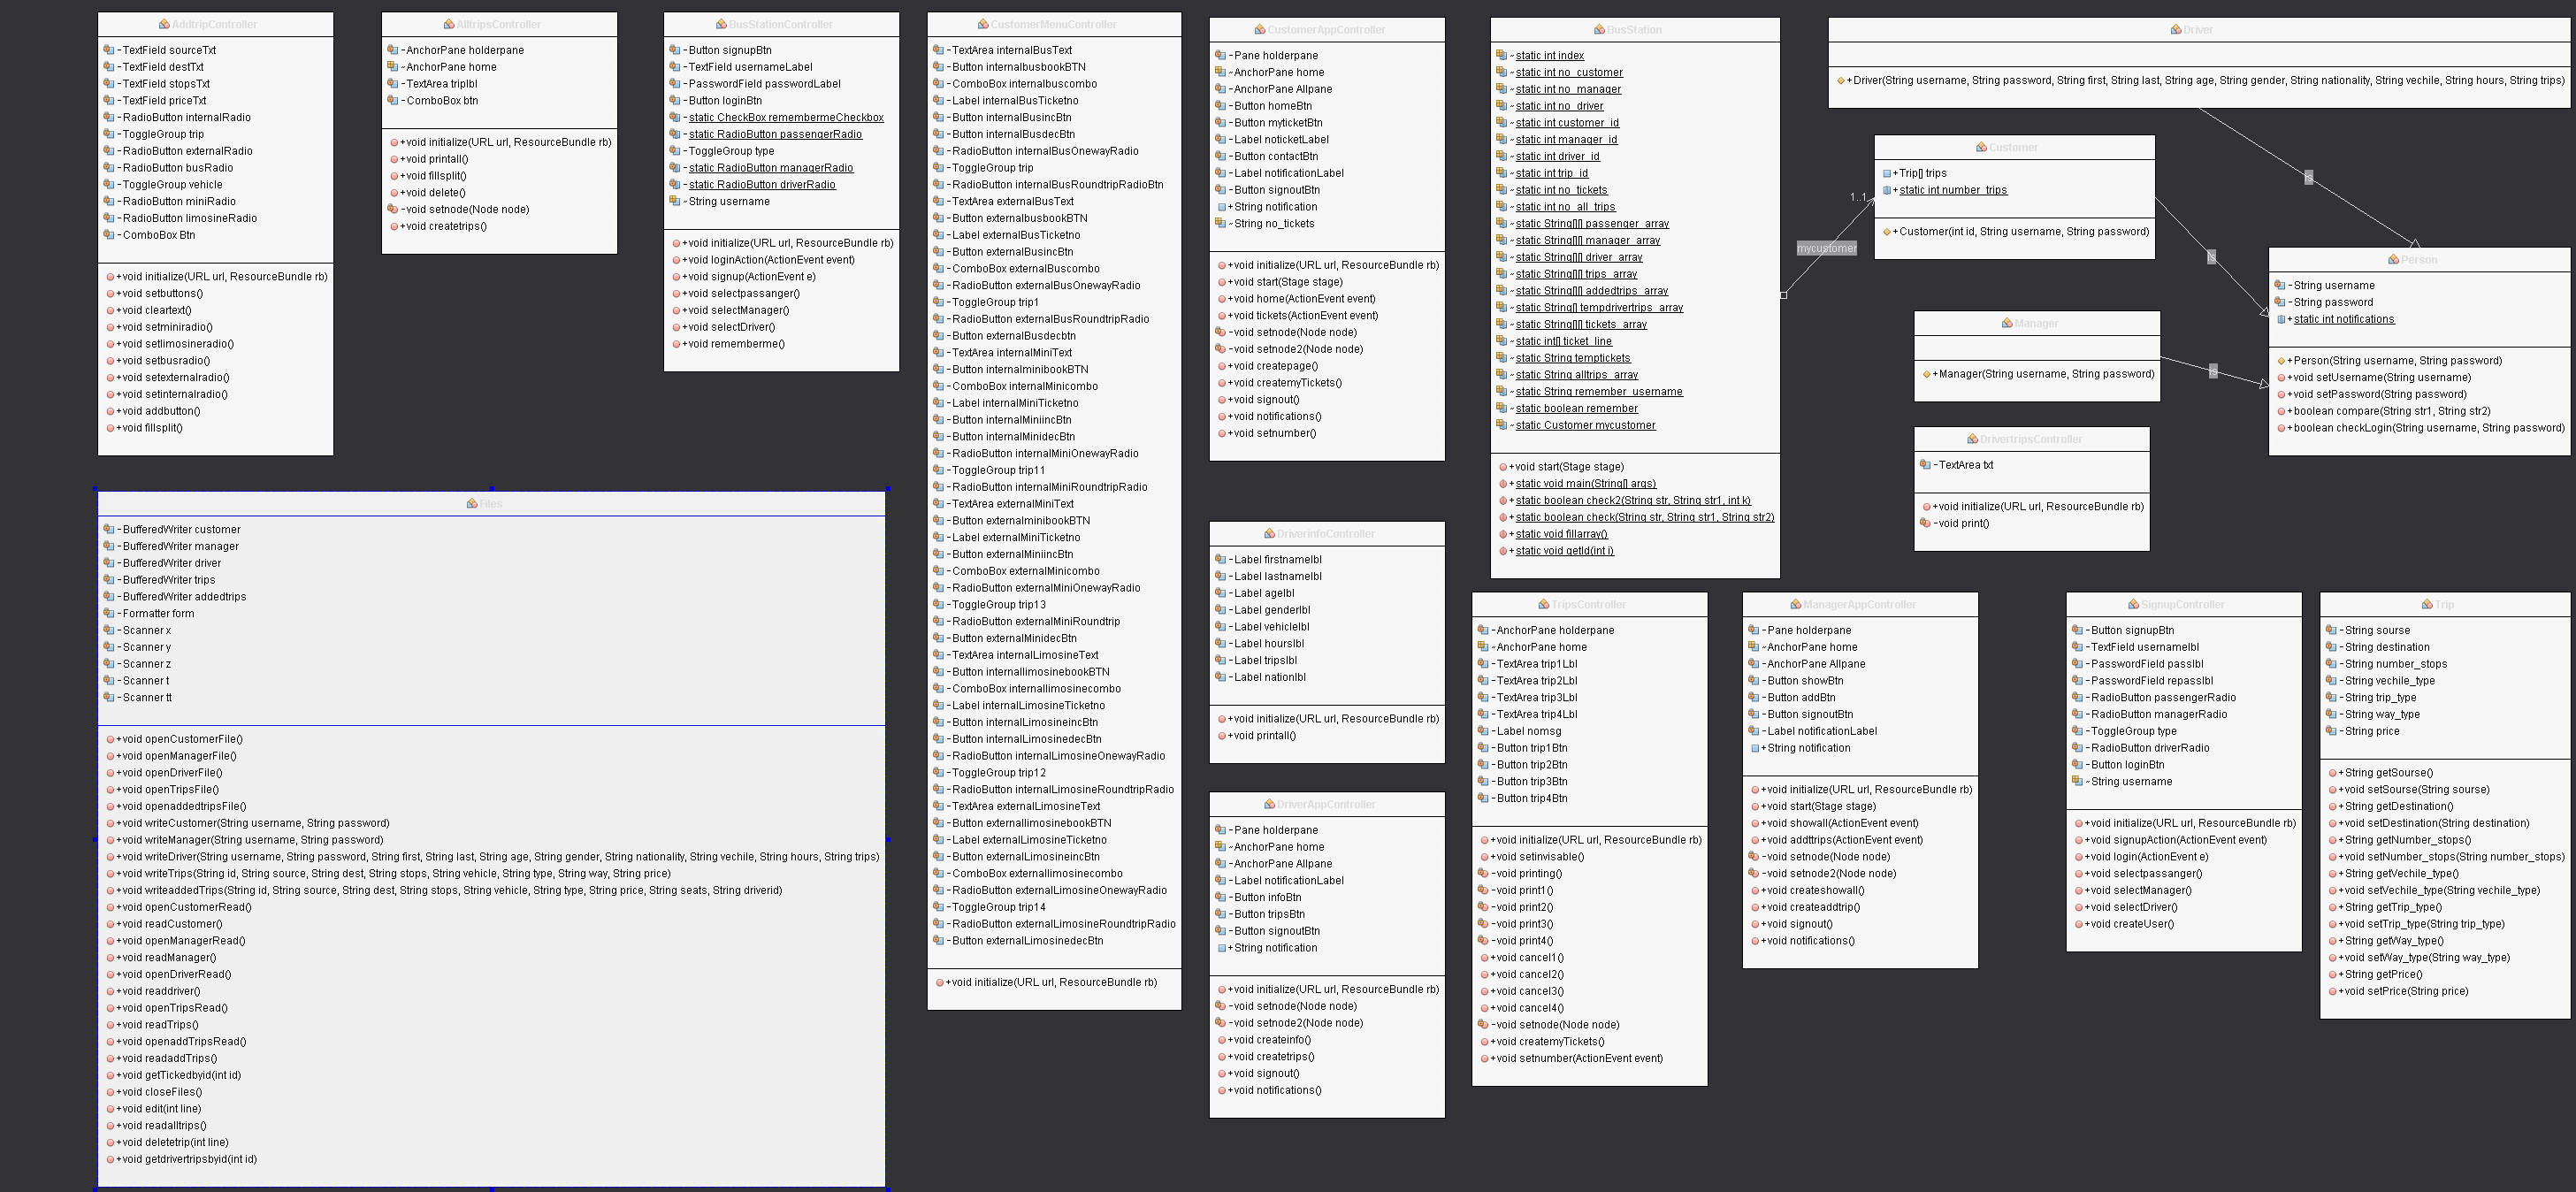 AddtripController
-TextField sourceTxt
-TextField destTxt
-TextField stopsTxt
-TextField priceTxt
-RadioButton internalRadio
-ToggleGroup trip
-RadioButton externalRadio
-RadioButton busRadio
-ToggleGroup vehicle
-RadioButton miniRadio
-RadioButton limosineRadio
-ComboBox Btn
+void initialize(URL url, ResourceBundle rb)
+void setbuttons()
+void cleartext()
+void setminiradio()
+void setlimosineradio()
+void setbusradio()
+void setexternalradio()
+void setinternalradio()
+void addbutton()
+void fillsplit()
AlltripsController
-AnchorPane holderpane
~AnchorPane home
-TextArea triplbl
-ComboBox btn
+void initialize(URL url, ResourceBundle rb)
+void printall()
+void fillsplit()
+void delete()
-void setnode(Node node)
+void createtrips()
BusStationController
-Button signupBtn
-TextField usernameLabel
-PasswordField passwordLabel
-Button loginBtn
-static CheckBox remembermeCheckbox
-static RadioButton passengerRadio
-ToggleGroup type
-static RadioButton managerRadio
-static RadioButton driverRadio
~String username
+void initialize(URL url, ResourceBundle rb)
+void loginAction(ActionEvent event)
+void signup(ActionEvent e)
+void selectpassanger()
+void selectManager()
+void selectDriver()
+void rememberme()
CustomerMenuController
-TextArea internalBusText
-Button internalbusbookBTN
-ComboBox internalbuscombo
-Label internalBusTicketno
-Button internalBusincBtn
-Button internalBusdecBtn
-RadioButton internalBusOnewayRadio
-ToggleGroup trip
-RadioButton internalBusRoundtripRadioBtn
-TextArea externalBusText
-Button externalbusbookBTN
-Label externalBusTicketno
-Button externalBusincBtn
-ComboBox externalBuscombo
-RadioButton externalBusOnewayRadio
-ToggleGroup trip1
-RadioButton externalBusRoundtripRadio
-Button externalBusdecbtn
-TextArea internalMiniText
-Button internalminibookBTN
-ComboBox internalMinicombo
-Label internalMiniTicketno
-Button internalMiniincBtn
-Button internalMinidecBtn
-RadioButton internalMiniOnewayRadio
-ToggleGroup trip11
-RadioButton internalMiniRoundtripRadio
-TextArea externalMiniText
-Button externalminibookBTN
-Label externalMiniTicketno
-Button externalMiniincBtn
-ComboBox externalMinicombo
-RadioButton externalMiniOnewayRadio
-ToggleGroup trip13
-RadioButton externalMiniRoundtrip
-Button externalMinidecBtn
-TextArea internalLimosineText
-Button internallimosinebookBTN
-ComboBox internallimosinecombo
-Label internalLimosineTicketno
-Button internalLimosineincBtn
-Button internalLimosinedecBtn
-RadioButton internalLimosineOnewayRadio
-ToggleGroup trip12
-RadioButton internalLimosineRoundtripRadio
-TextArea externalLimosineText
-Button externallimosinebookBTN
-Label externalLimosineTicketno
-Button externalLimosineincBtn
-ComboBox externallimosinecombo
-RadioButton externalLimosineOnewayRadio
-ToggleGroup trip14
-RadioButton externalLimosineRoundtripRadio
-Button externalLimosinedecBtn
+void initialize(URL url, ResourceBundle rb)
CustomerAppController
-Pane holderpane
~AnchorPane home
-AnchorPane Allpane
-Button homeBtn
-Button myticketBtn
-Label noticketLabel
-Button contactBtn
-Label notificationLabel
-Button signoutBtn
+String notification
~String no_tickets
+void initialize(URL url, ResourceBundle rb)
+void start(Stage stage)
+void home(ActionEvent event)
+void tickets(ActionEvent event)
-void setnode(Node node)
-void setnode2(Node node)
+void createpage()
+void createmyTickets()
+void signout()
+void notifications()
+void setnumber()
BusStation
~static int index
~static int no_customer
~static int no_manager
~static int no_driver
~static int customer_id
~static int manager_id
~static int driver_id
~static int trip_id
~static int no_tickets
~static int no_all_trips
~static String[][] passenger_array
~static String[][] manager_array
~static String[][] driver_array
~static String[][] trips_array
~static String[][] addedtrips_array
~static String[] tempdrivertrips_array
~static String[][] tickets_array
~static int[] ticket_line
~static String temptickets
~static String alltrips_array
~static String remember_username
~static boolean remember
~static Customer mycustomer
+void start(Stage stage)
+static void main(String[] args)
+static boolean check2(String str, String str1, int k)
+static boolean check(String str, String str1, String str2)
+static void fillarray()
+static void getId(int i)
Driver
+Driver(String username, String password, String first, String last, String age, String gender, String nationality, String vechile, String hours, String trips)
Customer
+Trip[] trips
+static int number_trips
+Customer(int id, String username, String password)
1..1
mycustomer
is
is
is
Person
-String username
-String password
+static int notifications
+Person(String username, String password)
+void setUsername(String username)
+void setPassword(String password)
+boolean compare(String str1, String str2)
+boolean checkLogin(String username, String password)
Manager
+Manager(String username, String password)
DrivertripsController
-TextArea txt
+void initialize(URL url, ResourceBundle rb)
-void print()
Files
-BufferedWriter customer
-BufferedWriter manager
-BufferedWriter driver
-BufferedWriter trips
-BufferedWriter addedtrips
-Formatter form
-Scanner x
-Scanner y
-Scanner z
-Scanner t
-Scanner tt
+void openCustomerFile()
+void openManagerFile()
+void openDriverFile()
+void openTripsFile()
+void openaddedtripsFile()
+void writeCustomer(String username, String password)
+void writeManager(String username, String password)
+void writeDriver(String username, String password, String first, String last, String age, String gender, String nationality, String vechile, String hours, String trips)
+void writeTrips(String id, String source, String dest, String stops, String vehicle, String type, String way, String price)
+void writeaddedTrips(String id, String source, String dest, String stops, String vehicle, String type, String price, String seats, String driverid)
+void openCustomerRead()
+void readCustomer()
+void openManagerRead()
+void readManager()
+void openDriverRead()
+void readdriver()
+void openTripsRead()
+void readTrips()
+void openaddTripsRead()
+void readaddTrips()
+void getTickedbyid(int id)
+void closeFiles()
+void edit(int line)
+void readalltrips()
+void deletetrip(int line)
+void getdrivertripsbyid(int id)
DriverinfoController
-Label firstnamelbl
-Label lastnamelbl
-Label agelbl
-Label genderlbl
-Label vehiclelbl
-Label hourslbl
-Label tripslbl
-Label nationlbl
+void initialize(URL url, ResourceBundle rb)
+void printall()
DriverAppController
-Pane holderpane
~AnchorPane home
-AnchorPane Allpane
-Label notificationLabel
-Button infoBtn
-Button tripsBtn
-Button signoutBtn
+String notification
+void initialize(URL url, ResourceBundle rb)
-void setnode(Node node)
-void setnode2(Node node)
+void createinfo()
+void createtrips()
+void signout()
+void notifications()
TripsController
-AnchorPane holderpane
~AnchorPane home
-TextArea trip1Lbl
-TextArea trip2Lbl
-TextArea trip3Lbl
-TextArea trip4Lbl
-Label nomsg
-Button trip1Btn
-Button trip2Btn
-Button trip3Btn
-Button trip4Btn
+void initialize(URL url, ResourceBundle rb)
+void setinvisable()
-void printing()
-void print1()
-void print2()
-void print3()
-void print4()
+void cancel1()
+void cancel2()
+void cancel3()
+void cancel4()
-void setnode(Node node)
+void createmyTickets()
+void setnumber(ActionEvent event)
ManagerAppController
-Pane holderpane
~AnchorPane home
-AnchorPane Allpane
-Button showBtn
-Button addBtn
-Button signoutBtn
-Label notificationLabel
+String notification
+void initialize(URL url, ResourceBundle rb)
+void start(Stage stage)
+void showall(ActionEvent event)
+void addttrips(ActionEvent event)
-void setnode(Node node)
-void setnode2(Node node)
+void createshowall()
+void createaddtrip()
+void signout()
+void notifications()
SignupController
-Button signupBtn
-TextField usernamelbl
-PasswordField passlbl
-PasswordField repasslbl
-RadioButton passengerRadio
-RadioButton managerRadio
-ToggleGroup type
-RadioButton driverRadio
-Button loginBtn
~String username
+void initialize(URL url, ResourceBundle rb)
+void signupAction(ActionEvent event)
+void login(ActionEvent e)
+void selectpassanger()
+void selectManager()
+void selectDriver()
+void createUser()
Trip
-String sourse
-String destination
-String number_stops
-String vechile_type
-String trip_type
-String way_type
-String price
+String getSourse()
+void setSourse(String sourse)
+String getDestination()
+void setDestination(String destination)
+String getNumber_stops()
+void setNumber_stops(String number_stops)
+String getVechile_type()
+void setVechile_type(String vechile_type)
+String getTrip_type()
+void setTrip_type(String trip_type)
+String getWay_type()
+void setWay_type(String way_type)
+String getPrice()
+void setPrice(String price)